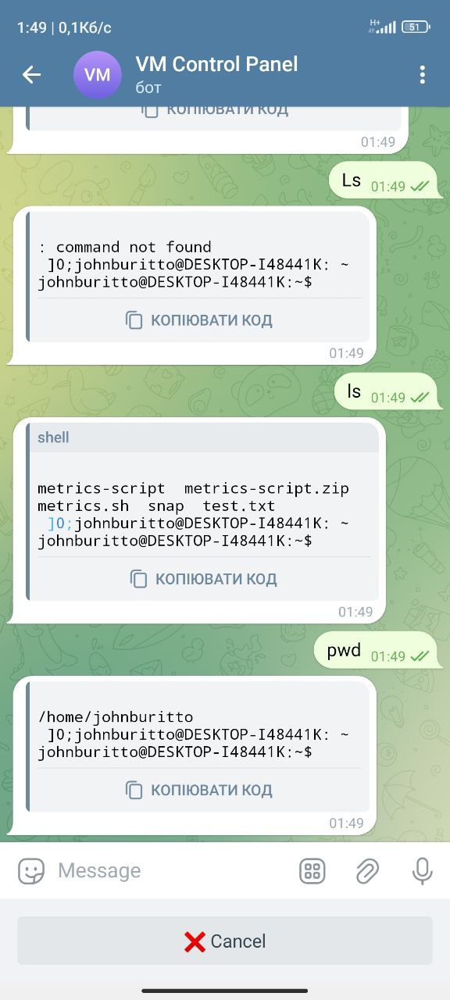 1:49 | 0,1Кб/с
H+
51
VM
VM Control Panel
бот
КОПІЮВАТИ КОД
01:49
Ls 01:49
: command not found
]0;johnburitto@DESKTOP-I48441K: ~
johnburitto@DESKTOP-I48441K:~$
КОПІЮВАТИ КОД
01:49
ls 01:49
shell
metrics-script metrics-script.zip
metrics.sh snap test.txt
]0;johnburitto@DESKTOP-I48441K: ~
johnburitto@DESKTOP-I48441K:~$
КОПІЮВАТИ КОД
01:49
pwd 01:49
/home/johnburitto
]0;johnburitto@DESKTOP-I48441K: ~
johnburitto@DESKTOP-I48441K:~$
КОПІЮВАТИ КОД
01:49
Message
Cancel